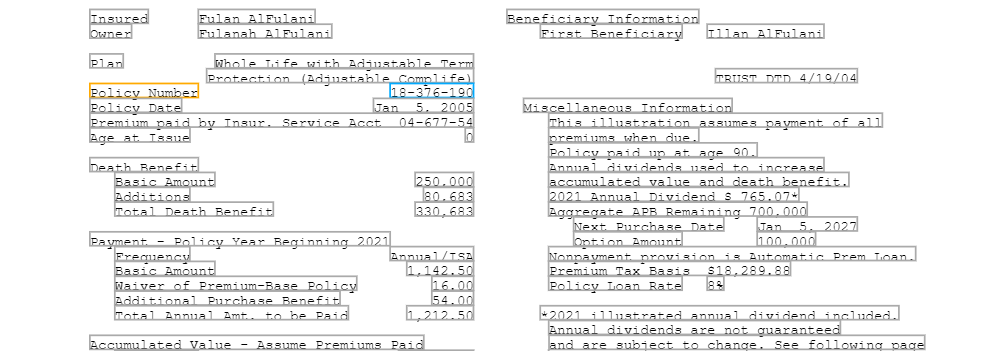 Insured Fulan AlFulani
Owner Fulanah AlFulani
Plan Whole Life with Adjustable Term
Protection (Adjustable Complife)
Policy Number 18-376-190
Policy Date Jan 5, 2005
Premium paid by Insur. Service Acct 04-677-54
Age at Issue 0
Death Benefit
Basic Amount 250,000
Additions 80,683
Total Death Benefit 330,683
Payment - Policy Year Beginning 2021
Frequency Annual/ISA
Basic Amount 1,142.50
Waiver of Premium-Base Policy 16.00
Additional Purchase Benefit 54.00
Total Annual Amt. to be Paid 1,212.50
Accumulated Value - Assume Premiums Paid
Beneficiary Information
First Beneficiary Illan AlFulani
TRUST DTD 4/19/04
Miscellaneous Information
This illustration assumes payment of all
premiums when due.
Policy paid up at age 90.
Annual dividends used to increase
accumulated value and death benefit.
2021 Annual Dividend $ 765.07*
Aggregate APB Remaining 700,000
Next Purchase Date Jan 5, 2027
Option Amount 100,000
Nonpayment provision is Automatic Prem Loan.
Premium Tax Basis $18,289.88
Policy Loan Rate 8%
*2021 illustrated annual dividend included.
Annual dividends are not guaranteed
and are subject to change. See following page